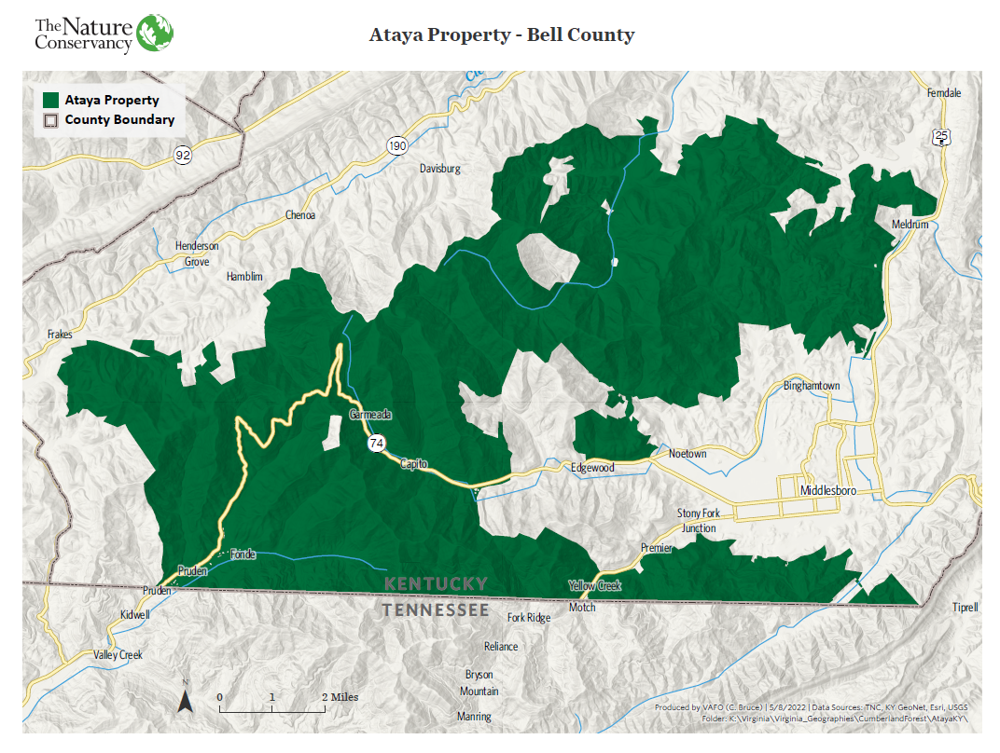 The Nature
Conservancy
Ataya Property - Bell County
Ataya Property
County Boundary
Ferndale
25
92
190
Davisburg
Chenoa
Meldrum
Henderson
Grove
Hamblim
Frakes
Binghamtown
Garmeada
74
Capito
Noetown
Edgewood
Middlesboro
Stony Fork
Junction
Premier
Fonde
Pruden
Yellow Creek
KENTUCKY
Pruden
TENNESSEE
Motch
Tiprell
Kidwell
Fork Ridge
Reliance
Valley Creek
Bryson
Mountain
Manring
N
0 1 2 Miles
Produced by VAFO (C. Bruce) | 5/8/2022 | Data Sources: TNC, KY GeoNet, Esri, USGS
Folder: K:\Virginia\Virginia_Geographies\CumberlandForest\AtayaKY\